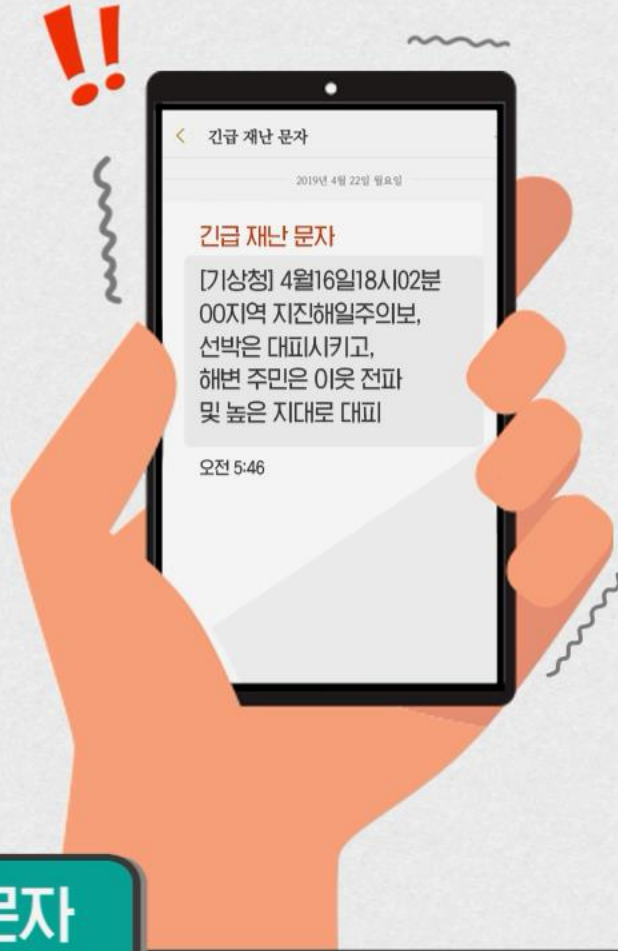 !!
긴급 재난 문자
2019년 4월 22일 월요일
긴급 재난 문자
[기상청] 4월16일18시02분
00지역 지진해일주의보,
선박은 대피시키고,
해변 주민은 이웃 전파
및 높은 지대로 대피
오전 5:46
문자